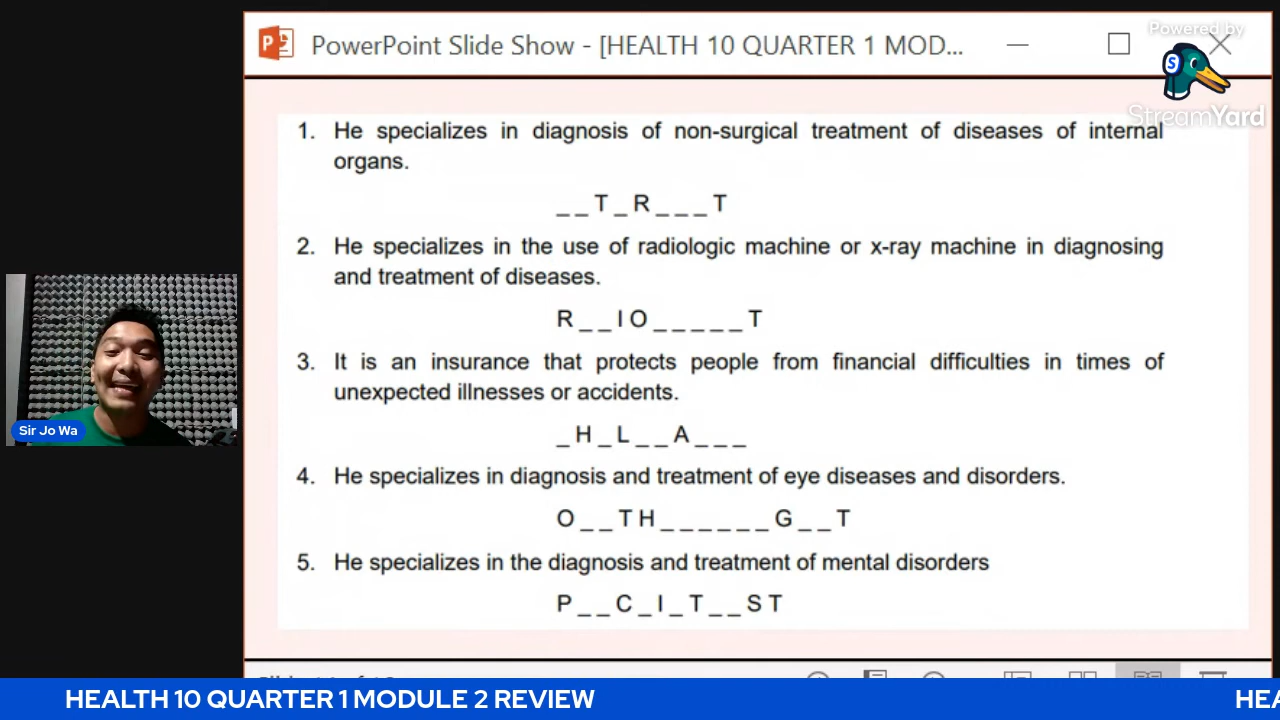 PowerPoint Slide Show - [HEALTH 10 QUARTER 1 MOD...
Powered by
S
StreamYard
1. He specializes in diagnosis of non-surgical treatment of diseases of internal
organs.
_ _ T _ R _ _ _ T
2. He specializes in the use of radiologic machine or x-ray machine in diagnosing
and treatment of diseases.
R _ _ I O _ _ _ _ _ T
3. It is an insurance that protects people from financial difficulties in times of
unexpected illnesses or accidents.
_ H _ L _ _ A _ _ _
4. He specializes in diagnosis and treatment of eye diseases and disorders.
O _ _ T H _ _ _ _ _ _ G _ _ T
5. He specializes in the diagnosis and treatment of mental disorders
P _ _ C _ I _ T _ _ S T
Sir Jo Wa
HEALTH 10 QUARTER 1 MODULE 2 REVIEW
HEA